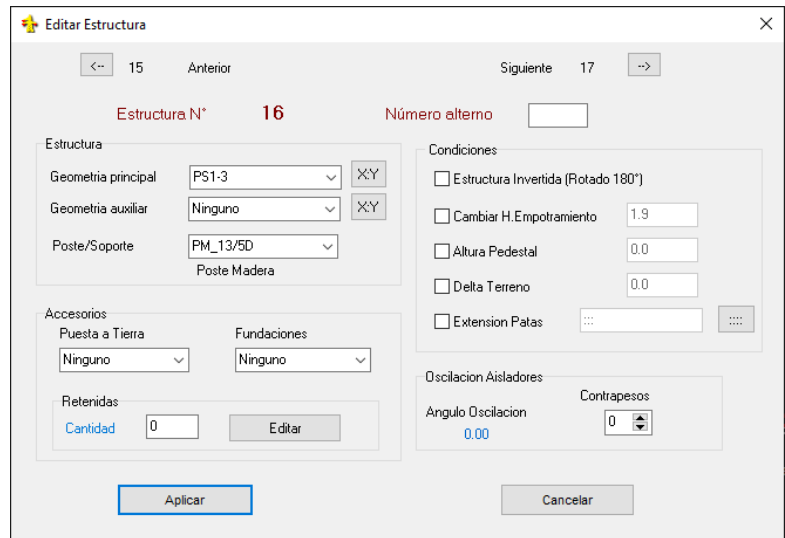 Editar Estructura
<-- 15 Anterior Siguiente 17 -->
Estructura N° 16 Número alterno
Estructura
Geometria principal PS1-3 X:Y
Geometria auxiliar Ninguno X:Y
Poste/Soporte PM_13/5D
Poste Madera
Condiciones
Estructura Invertida (Rotado 180°)
Cambiar H.Empotramiento 1.9
Altura Pedestal 0.0
Delta Terreno 0.0
Extension Patas ::: ::::
Accesorios
Puesta a Tierra Fundaciones
Ninguno Ninguno
Retenidas
Cantidad 0 Editar
Oscilacion Aisladores
Contrapesos
Angulo Oscilacion 0
0.00
Aplicar Cancelar